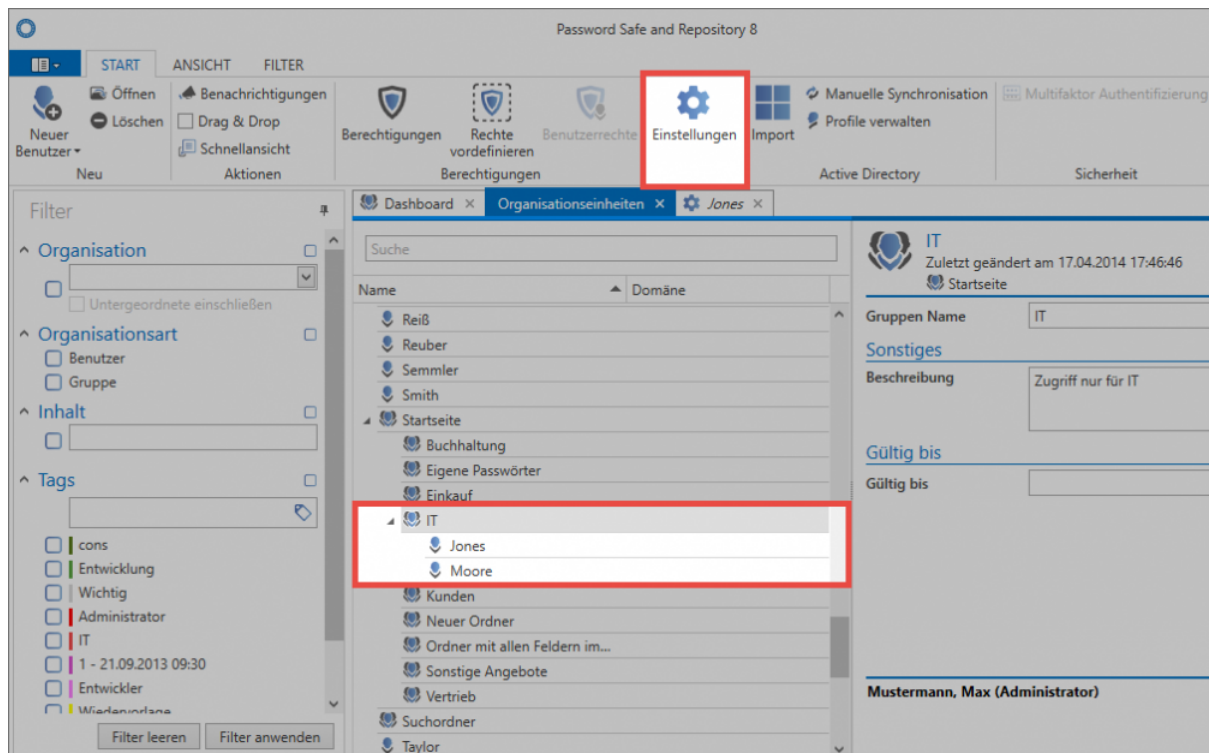 Password Safe and Repository 8
START ANSICHT FILTER
Neuer
Benutzer
Öffnen
Löschen
Neu
Benachrichtigungen
Drag & Drop
Schnellansicht
Aktionen
Berechtigungen
Rechte
vordefinieren
Benutzerrechte
Einstellungen
Berechtigungen
Import
Manuelle Synchronisation
Profile verwalten
Active Directory
Multifaktor Authentifizierung
Sicherheit
Filter
Organisation
Untergeordnete einschließen
Organisationsart
Benutzer
Gruppe
Inhalt
Tags
cons
Entwicklung
Wichtig
Administrator
IT
1 - 21.09.2013 09:30
Entwickler
Wiedervorlage
Filter leeren
Filter anwenden
Dashboard
Organisationseinheiten
Jones
Suche
Name
Domäne
Reiß
Reuber
Semmler
Smith
Startseite
Buchhaltung
Eigene Passwörter
Einkauf
IT
Jones
Moore
Kunden
Neuer Ordner
Ordner mit allen Feldern im...
Sonstige Angebote
Vertrieb
Suchordner
Taylor
IT
Zuletzt geändert am 17.04.2014 17:46:46
Startseite
Gruppen Name
IT
Sonstiges
Beschreibung
Zugriff nur für IT
Gültig bis
Gültig bis
Mustermann, Max (Administrator)